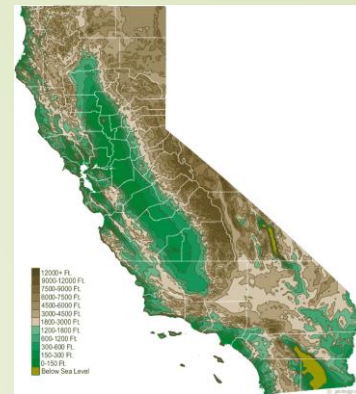 12000+ Ft.
9000-12000 Ft.
7500-9000 Ft.
6000-7500 Ft.
4500-6000 Ft.
3000-4500 Ft.
1800-3000 Ft.
1200-1800 Ft.
600-1200 Ft.
300-600 Ft.
150-300 Ft.
0-150 Ft.
Below Sea Level